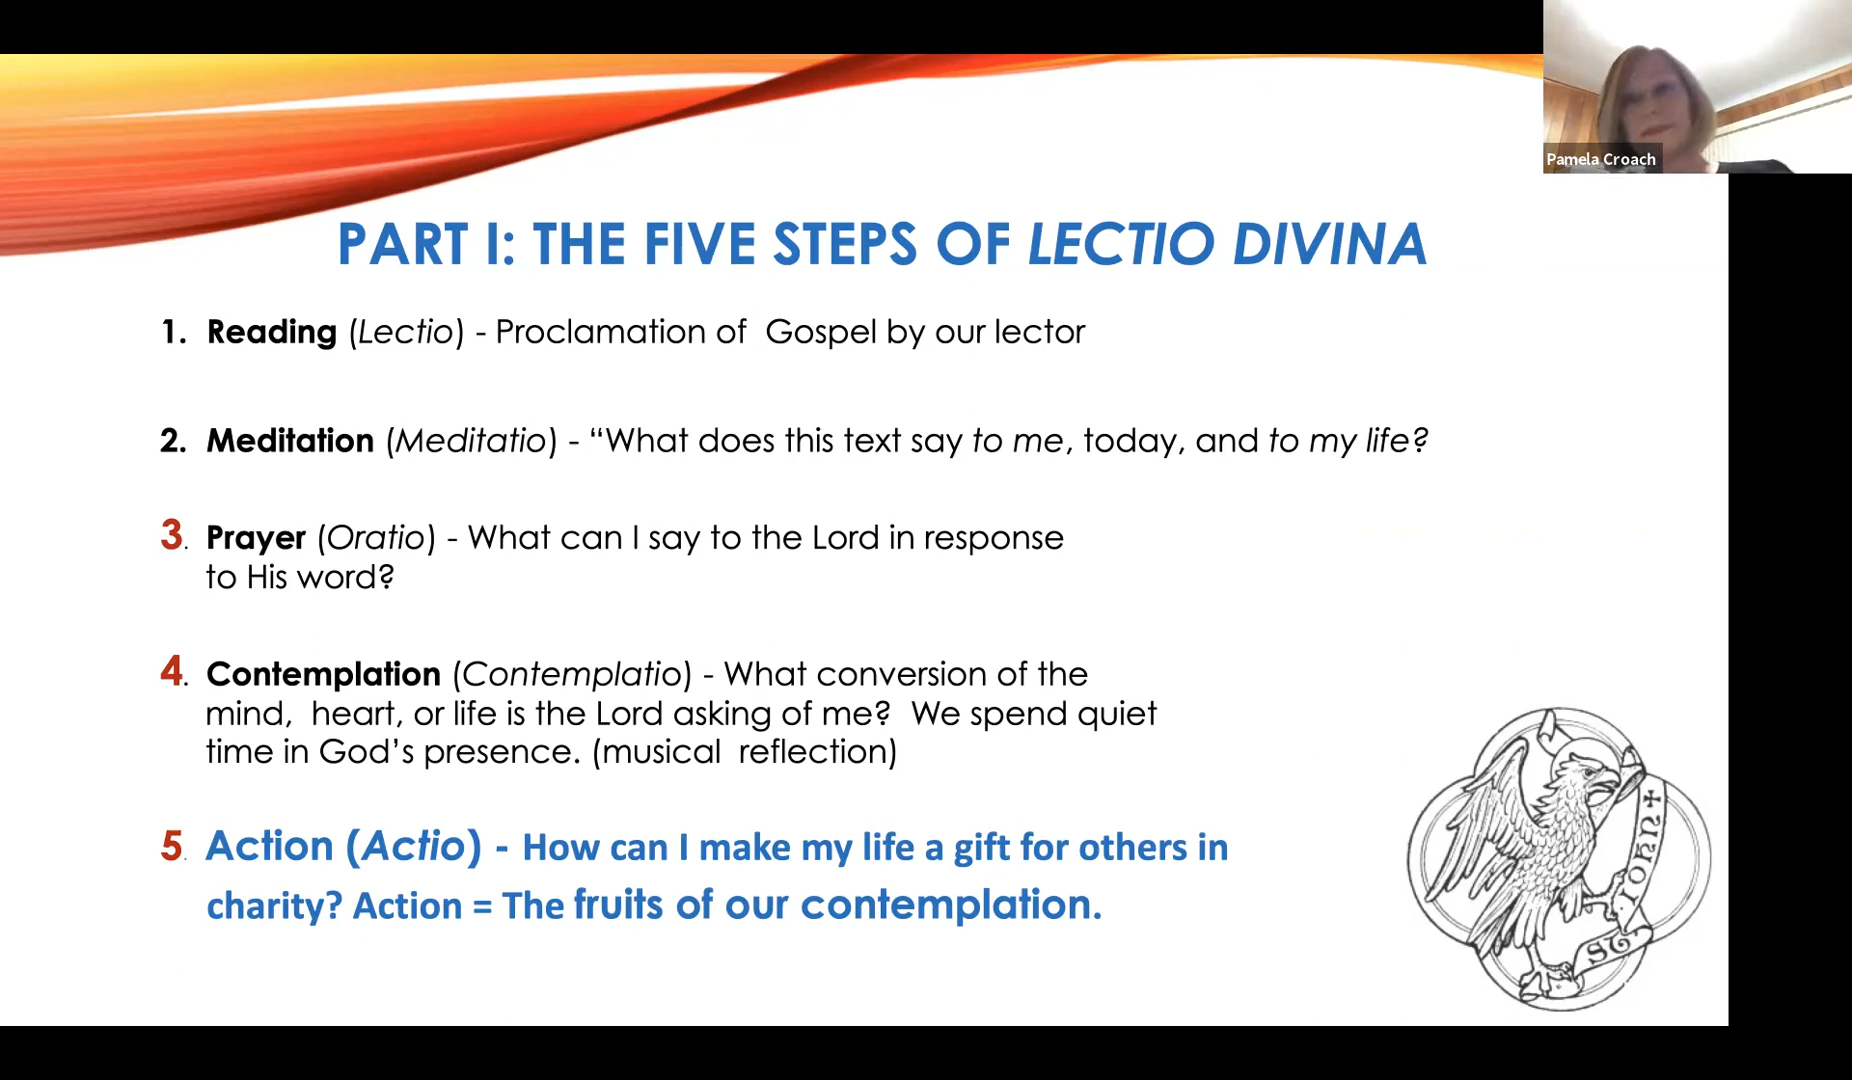 Pamela Croach
PART I: THE FIVE STEPS OF LECTIO DIVINA
1. Reading (Lectio) - Proclamation of Gospel by our lector
2. Meditation (Meditatio) - “What does this text say to me, today, and to my life?
3. Prayer (Oratio) - What can I say to the Lord in response
to His word?
4. Contemplation (Contemplatio) - What conversion of the
mind, heart, or life is the Lord asking of me? We spend quiet
time in God’s presence. (musical reflection)
5. Action (Actio) - How can I make my life a gift for others in
charity? Action = The fruits of our contemplation.